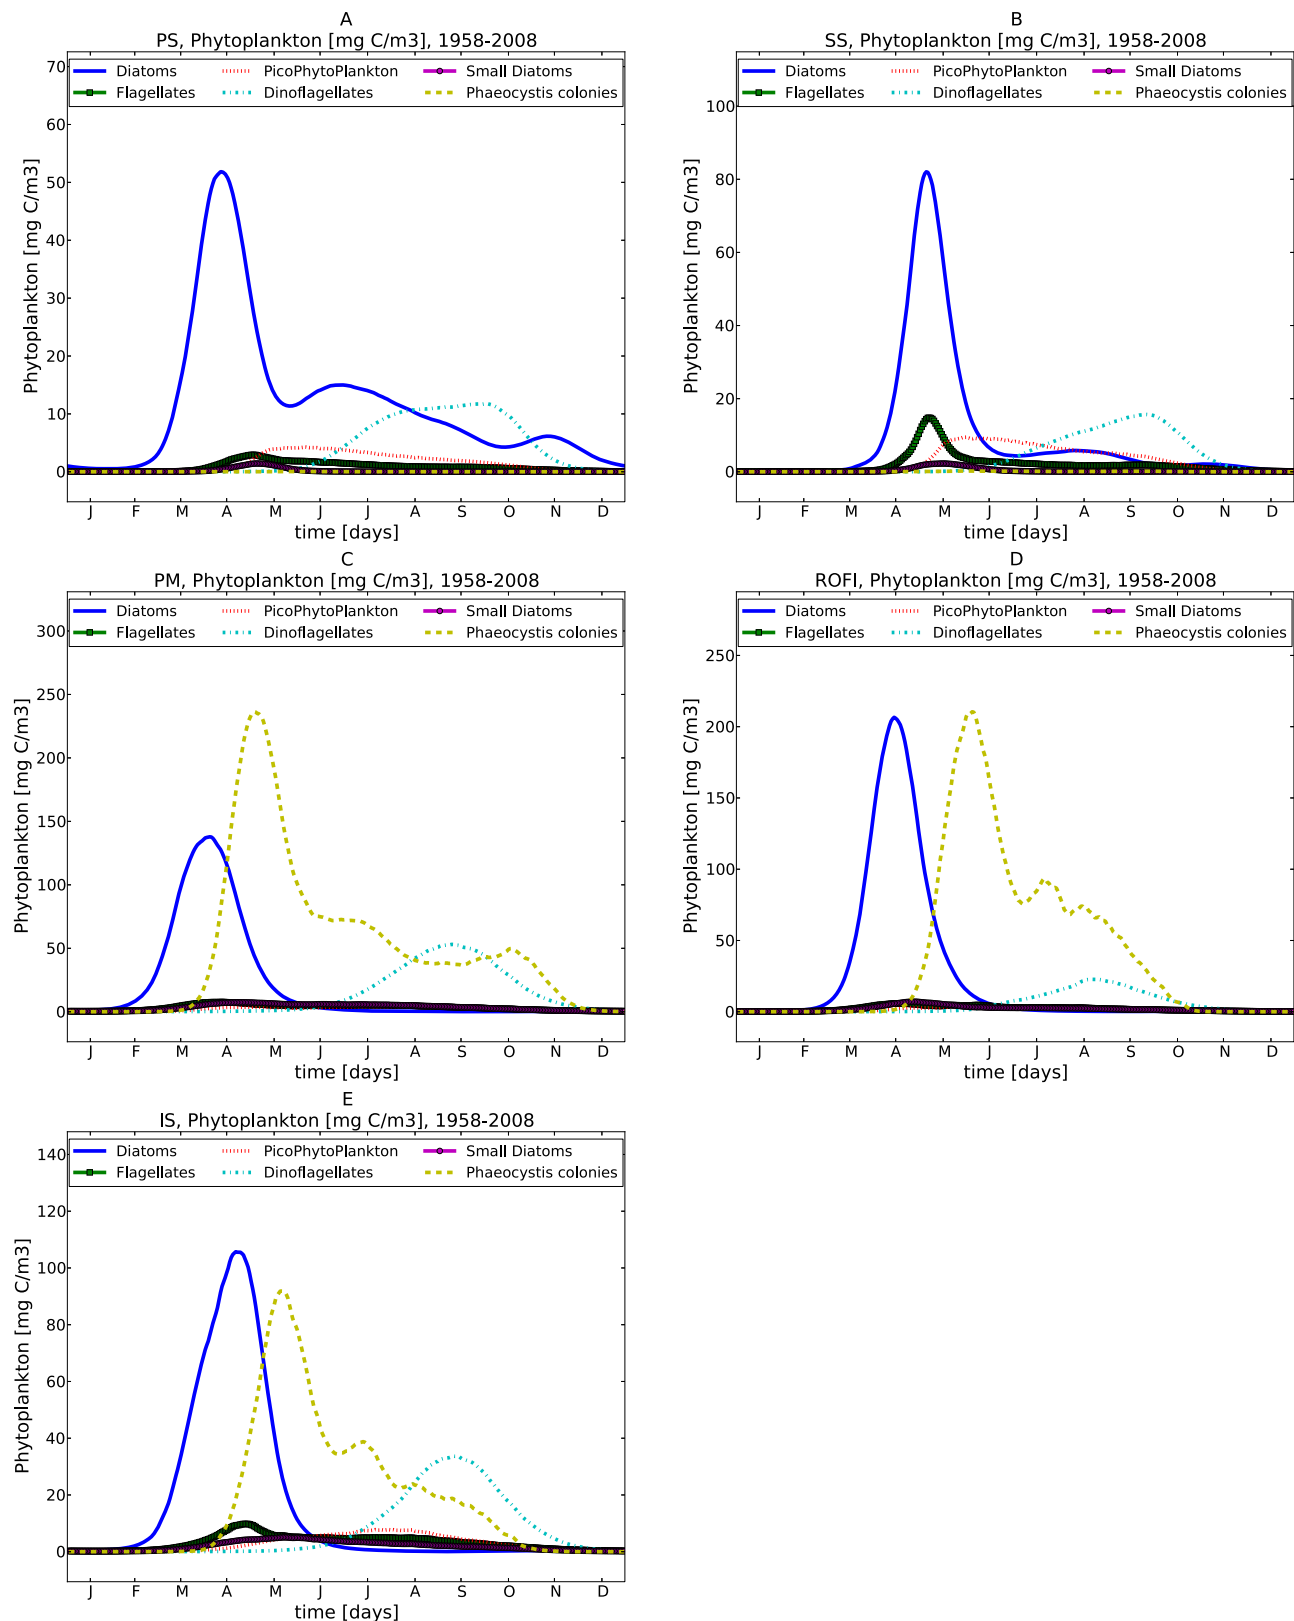 A
PS, Phytoplankton [mg C/m3], 1958-2008
Diatoms PicoPhytoPlankton Small Diatoms
Flagellates Dinoflagellates Phaeocystis colonies
Phytoplankton [mg C/m3]
70
60
50
40
30
20
10
0
J F M A M J J A S O N D
time [days]
B
SS, Phytoplankton [mg C/m3], 1958-2008
Diatoms PicoPhytoPlankton Small Diatoms
Flagellates Dinoflagellates Phaeocystis colonies
Phytoplankton [mg C/m3]
100
80
60
40
20
0
J F M A M J J A S O N D
time [days]
C
PM, Phytoplankton [mg C/m3], 1958-2008
Diatoms PicoPhytoPlankton Small Diatoms
Flagellates Dinoflagellates Phaeocystis colonies
Phytoplankton [mg C/m3]
300
250
200
150
100
50
0
J F M A M J J A S O N D
time [days]
D
ROFI, Phytoplankton [mg C/m3], 1958-2008
Diatoms PicoPhytoPlankton Small Diatoms
Flagellates Dinoflagellates Phaeocystis colonies
Phytoplankton [mg C/m3]
250
200
150
100
50
0
J F M A M J J A S O N D
time [days]
E
IS, Phytoplankton [mg C/m3], 1958-2008
Diatoms PicoPhytoPlankton Small Diatoms
Flagellates Dinoflagellates Phaeocystis colonies
Phytoplankton [mg C/m3]
140
120
100
80
60
40
20
0
J F M A M J J A S O N D
time [days]